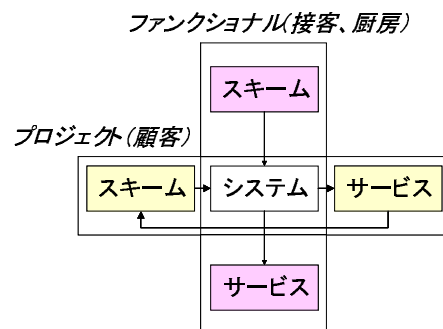 ファンクショナル(接客、厨房)
スキーム
プロジェクト(顧客)
スキーム
システム
サービス
サービス